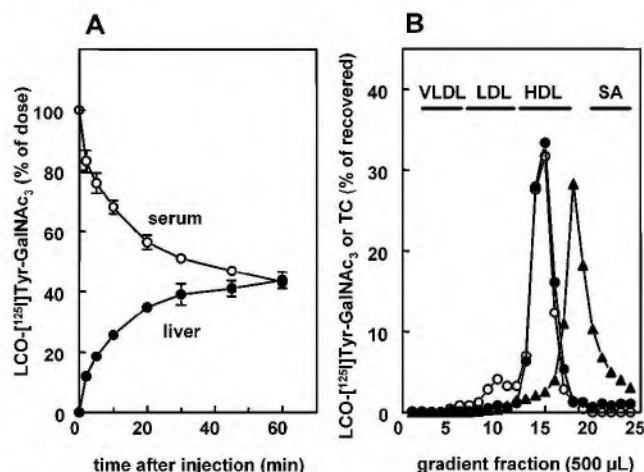 A
LCO-[¹²⁵I]Tyr-GalNAc₃ (% of dose)
100
80
60
40
20
0
serum
liver
0 20 40 60
time after injection (min)
B
LCO-[¹²⁵I]Tyr-GalNAc₃ or TC (% of recovered)
40
30
20
10
0
VLDL LDL HDL SA
0 5 10 15 20 25
gradient fraction (500 µL)